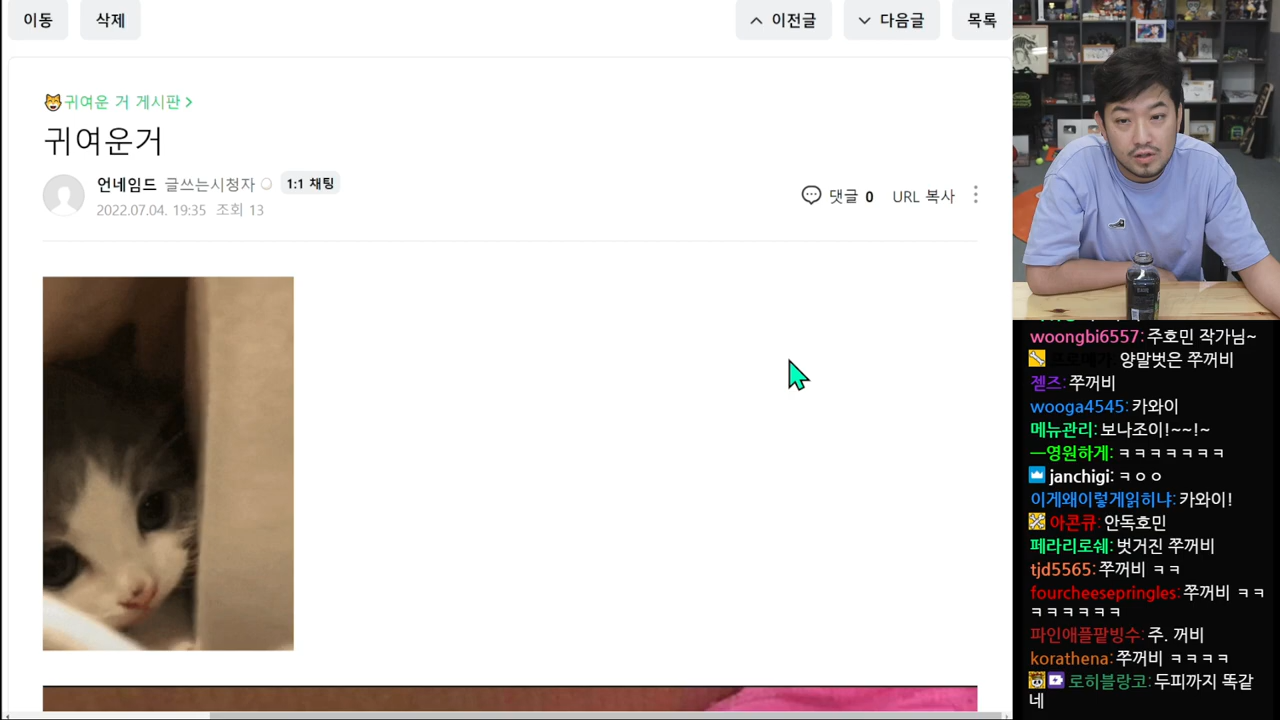 이동
삭제
이전글
다음글
목록
귀여운 거 게시판
귀여운거
언네임드 글쓰는시청자 1:1 채팅
2022.07.04. 19:35 조회 13
댓글 0 URL 복사
woongbi6557: 주호민 작가님~
양말벗은 쭈꺼비
젤즈: 쭈꺼비
wooga4545: 카와이
메뉴관리: 보나조이!~~!~
一영원하게: ㅋㅋㅋㅋㅋㅋㅋ
janchigi: ㅋㅇㅇ
이게왜이렇게읽히냐: 카와이!
아콘큐: 안독호민
페라리로쉐: 벗거진 쭈꺼비
tjd5565: 쭈꺼비 ㅋㅋ
fourcheesepringles: 쭈꺼비 ㅋㅋ
ㅋㅋㅋㅋㅋㅋ
파인애플팥빙수: 주. 꺼비
korathena: 쭈꺼비 ㅋㅋㅋㅋ
로히블랑코: 두피까지 똑같
네